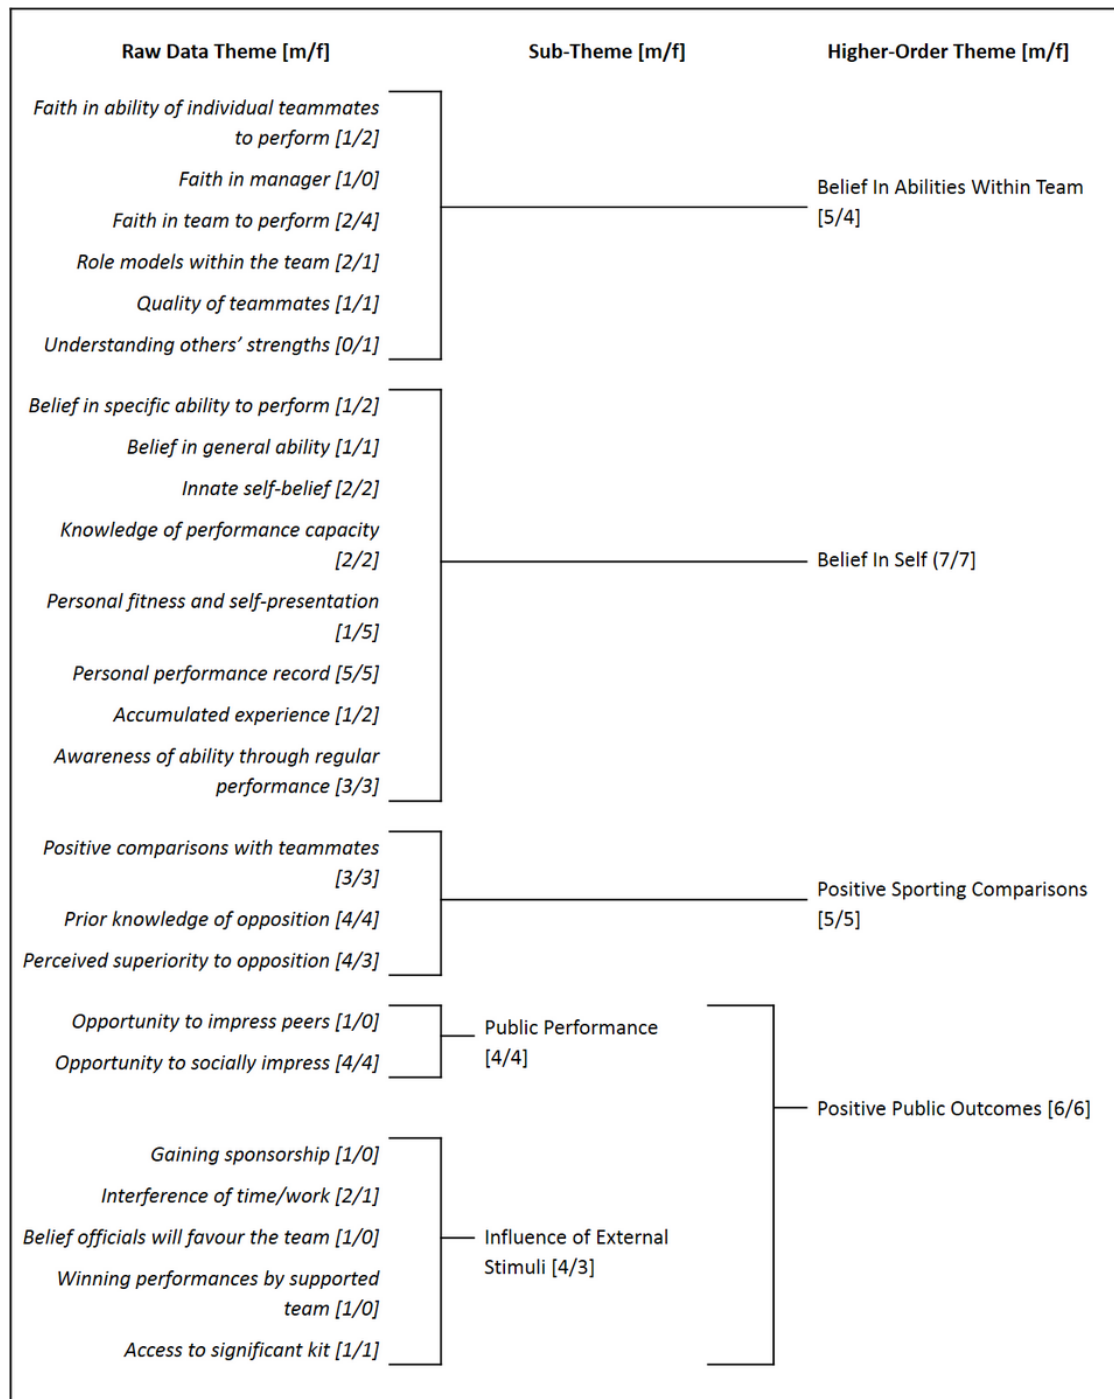 Raw Data Theme [m/f]
Sub-Theme [m/f]
Higher-Order Theme [m/f]
Faith in ability of individual teammates
to perform [1/2]
Faith in manager [1/0]
Faith in team to perform [2/4]
Role models within the team [2/1]
Quality of teammates [1/1]
Understanding others’ strengths [0/1]
Belief In Abilities Within Team
[5/4]
Belief in specific ability to perform [1/2]
Belief in general ability [1/1]
Innate self-belief [2/2]
Knowledge of performance capacity
[2/2]
Personal fitness and self-presentation
[1/5]
Personal performance record [5/5]
Accumulated experience [1/2]
Awareness of ability through regular
performance [3/3]
Belief In Self (7/7]
Positive comparisons with teammates
[3/3]
Prior knowledge of opposition [4/4]
Perceived superiority to opposition [4/3]
Positive Sporting Comparisons
[5/5]
Opportunity to impress peers [1/0]
Opportunity to socially impress [4/4]
Public Performance
[4/4]
Gaining sponsorship [1/0]
Interference of time/work [2/1]
Belief officials will favour the team [1/0]
Winning performances by supported
team [1/0]
Access to significant kit [1/1]
Influence of External
Stimuli [4/3]
Positive Public Outcomes [6/6]